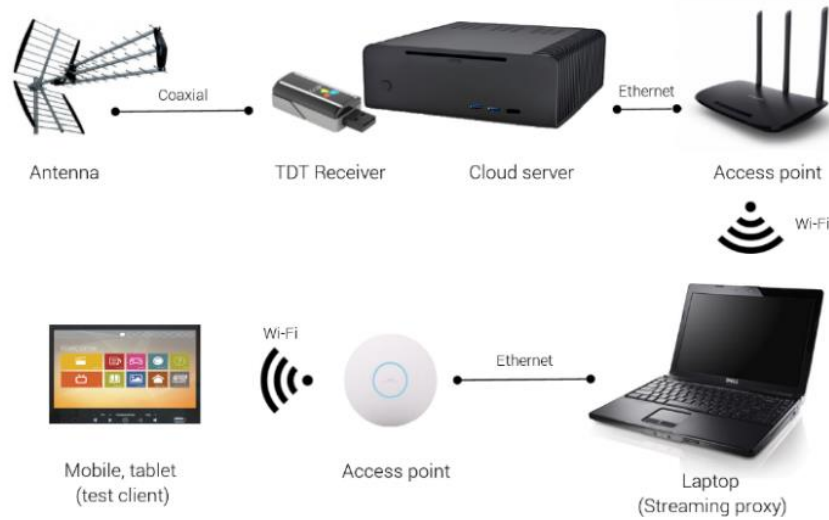 Coaxial
Ethernet
Antenna
TDT Receiver
Cloud server
Access point
Wi-Fi
Wi-Fi
Ethernet
DELL
Mobile, tablet
(test client)
Access point
Laptop
(Streaming proxy)